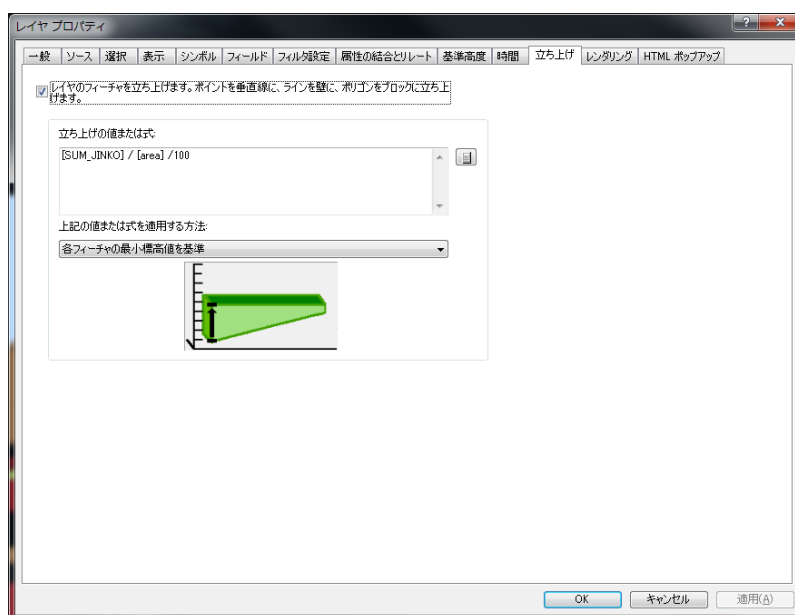 レイヤ プロパティ
一般 ソース 選択 表示 シンボル フィールド フィルタ設定 属性の結合とリレート 基準高度 時間 立ち上げ レンダリング HTML ポップアップ
レイヤのフィーチャを立ち上げます。ポイントを垂直線に、ラインを壁に、ポリゴンをブロックに立ち上
げます。
立ち上げの値または式:
[SUM_JINKO] / [area] /100
上記の値または式を適用する方法:
各フィーチャの最小標高値を基準
OK キャンセル 適用(A)